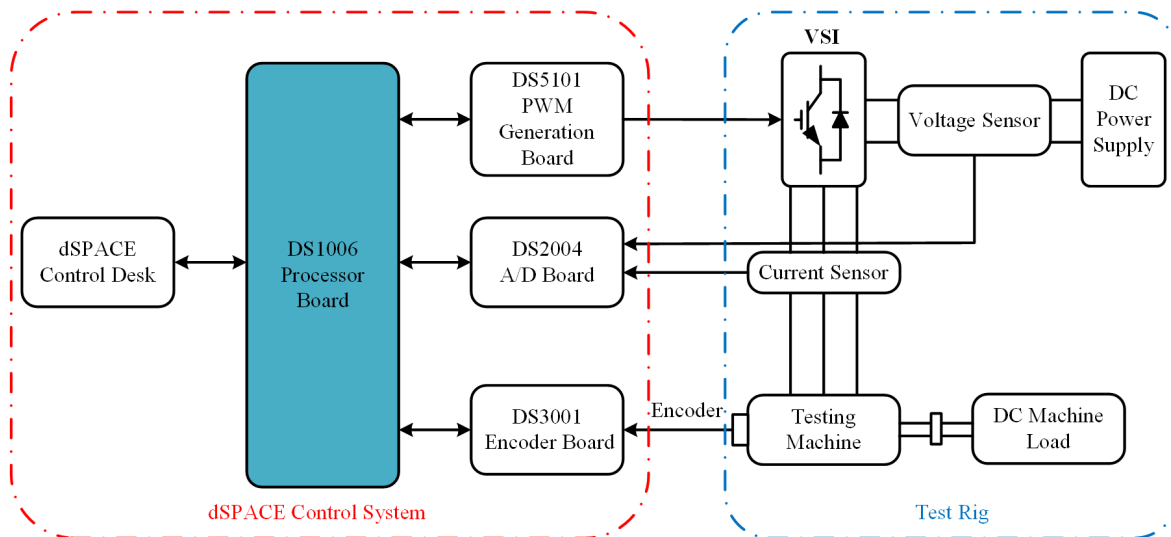 VSI
DS5101
PWM
Generation
Board
Voltage Sensor
DC
Power
Supply
dSPACE
Control Desk
DS1006
Processor
Board
DS2004
A/D Board
Current Sensor
DS3001
Encoder Board
Encoder
Testing
Machine
DC Machine
Load
dSPACE Control System
Test Rig